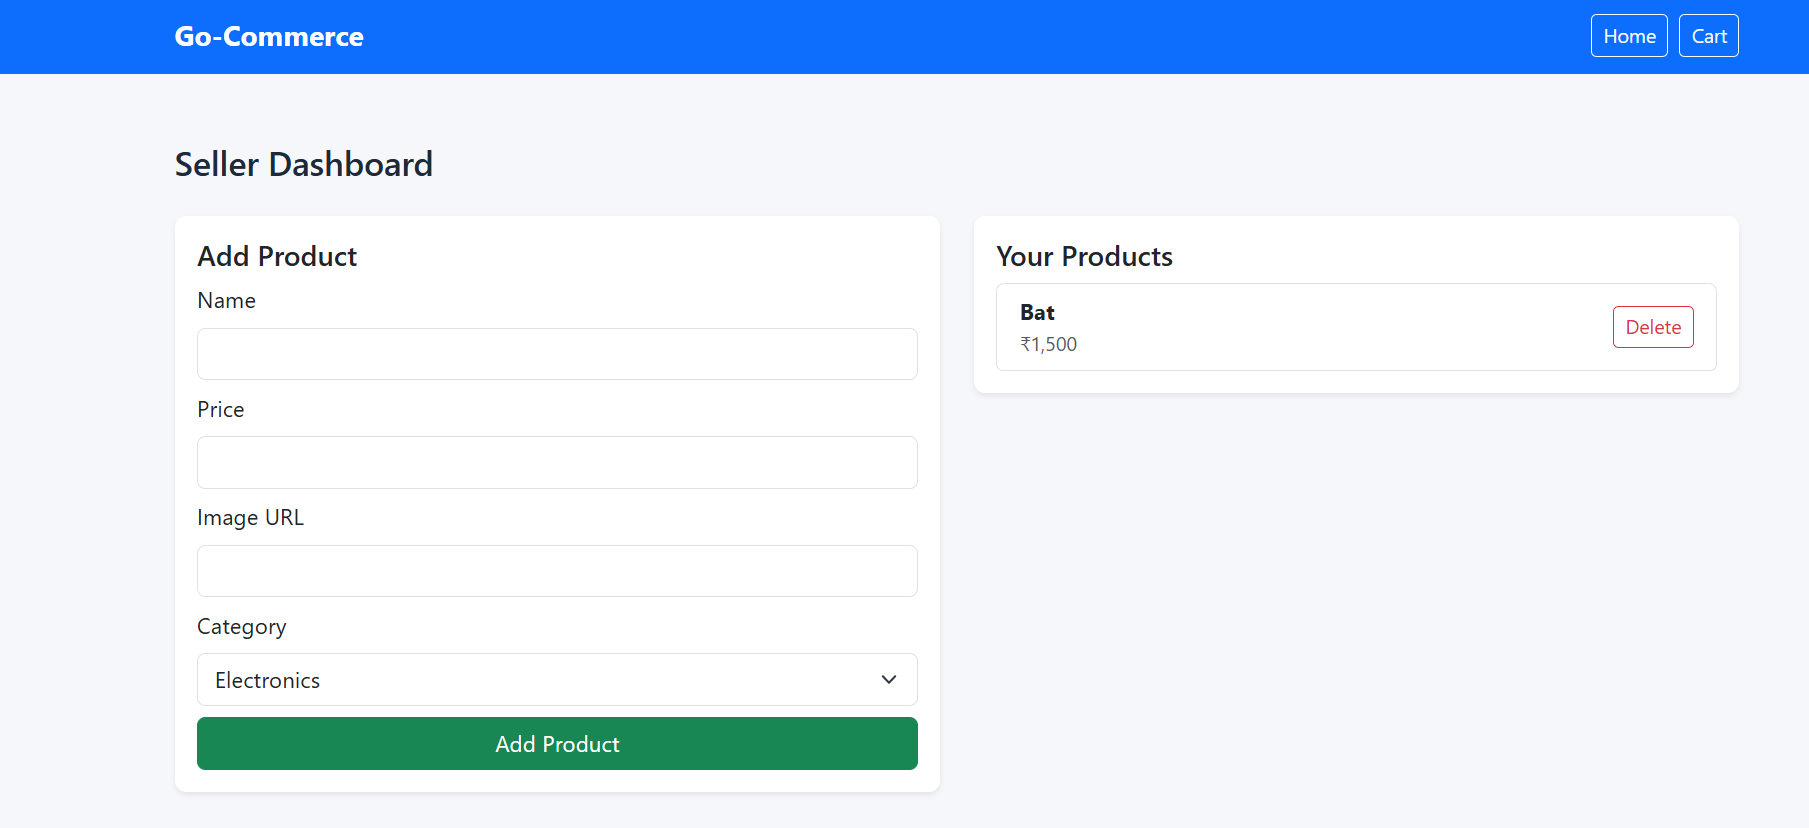 Go-Commerce
Home
Cart
Seller Dashboard
Add Product
Name
Price
Image URL
Category
Electronics
Add Product
Your Products
Bat
₹1,500
Delete